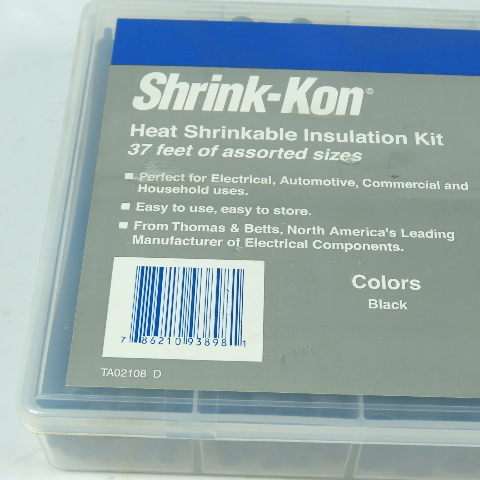 Shrink-Kon®
Heat Shrinkable Insulation Kit
37 feet of assorted sizes
▪ Perfect for Electrical, Automotive, Commercial and
Household uses.
▪ Easy to use, easy to store.
▪ From Thomas & Betts, North America's Leading
Manufacturer of Electrical Components.
Colors
Black
7 86210 93898 1
TA02108 D